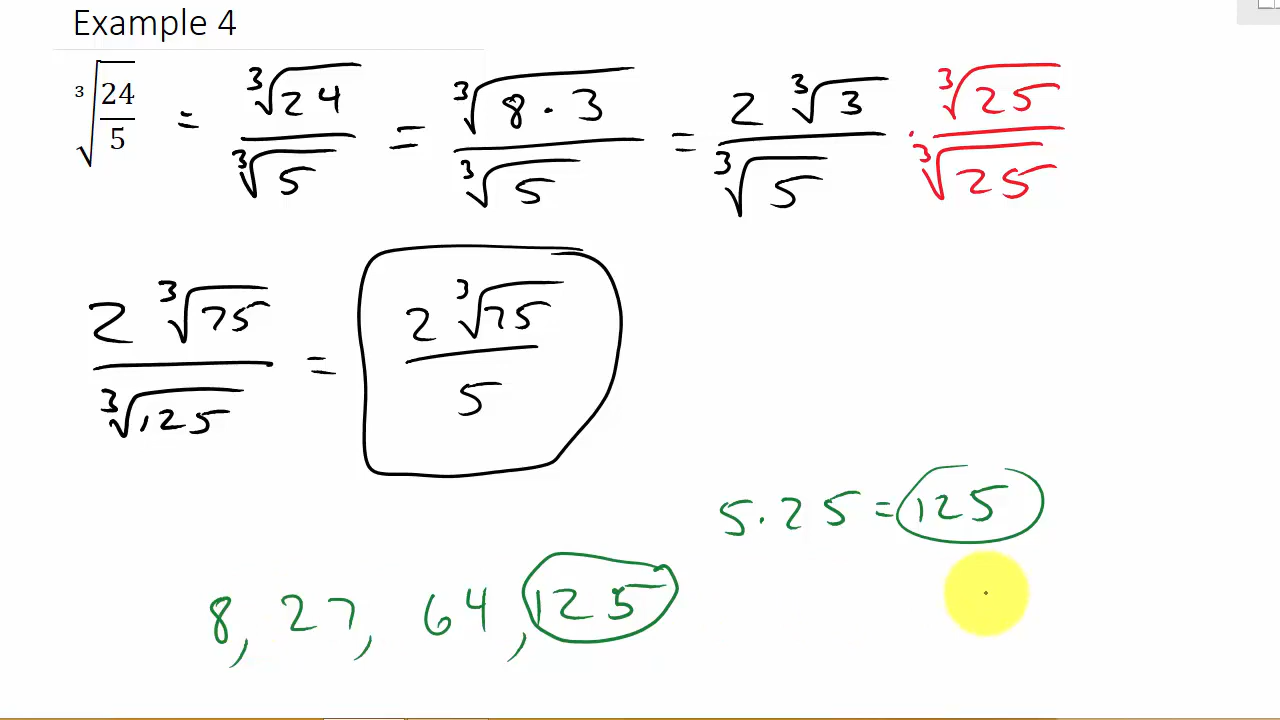 Example 4
∛(24/5) = ∛24/∛5 = ∛(8·3)/∛5 = 2∛3/∛5 · ∛25/∛25
2∛75/∛125 = 2∛75/5
5·25=125
8, 27, 64, 125